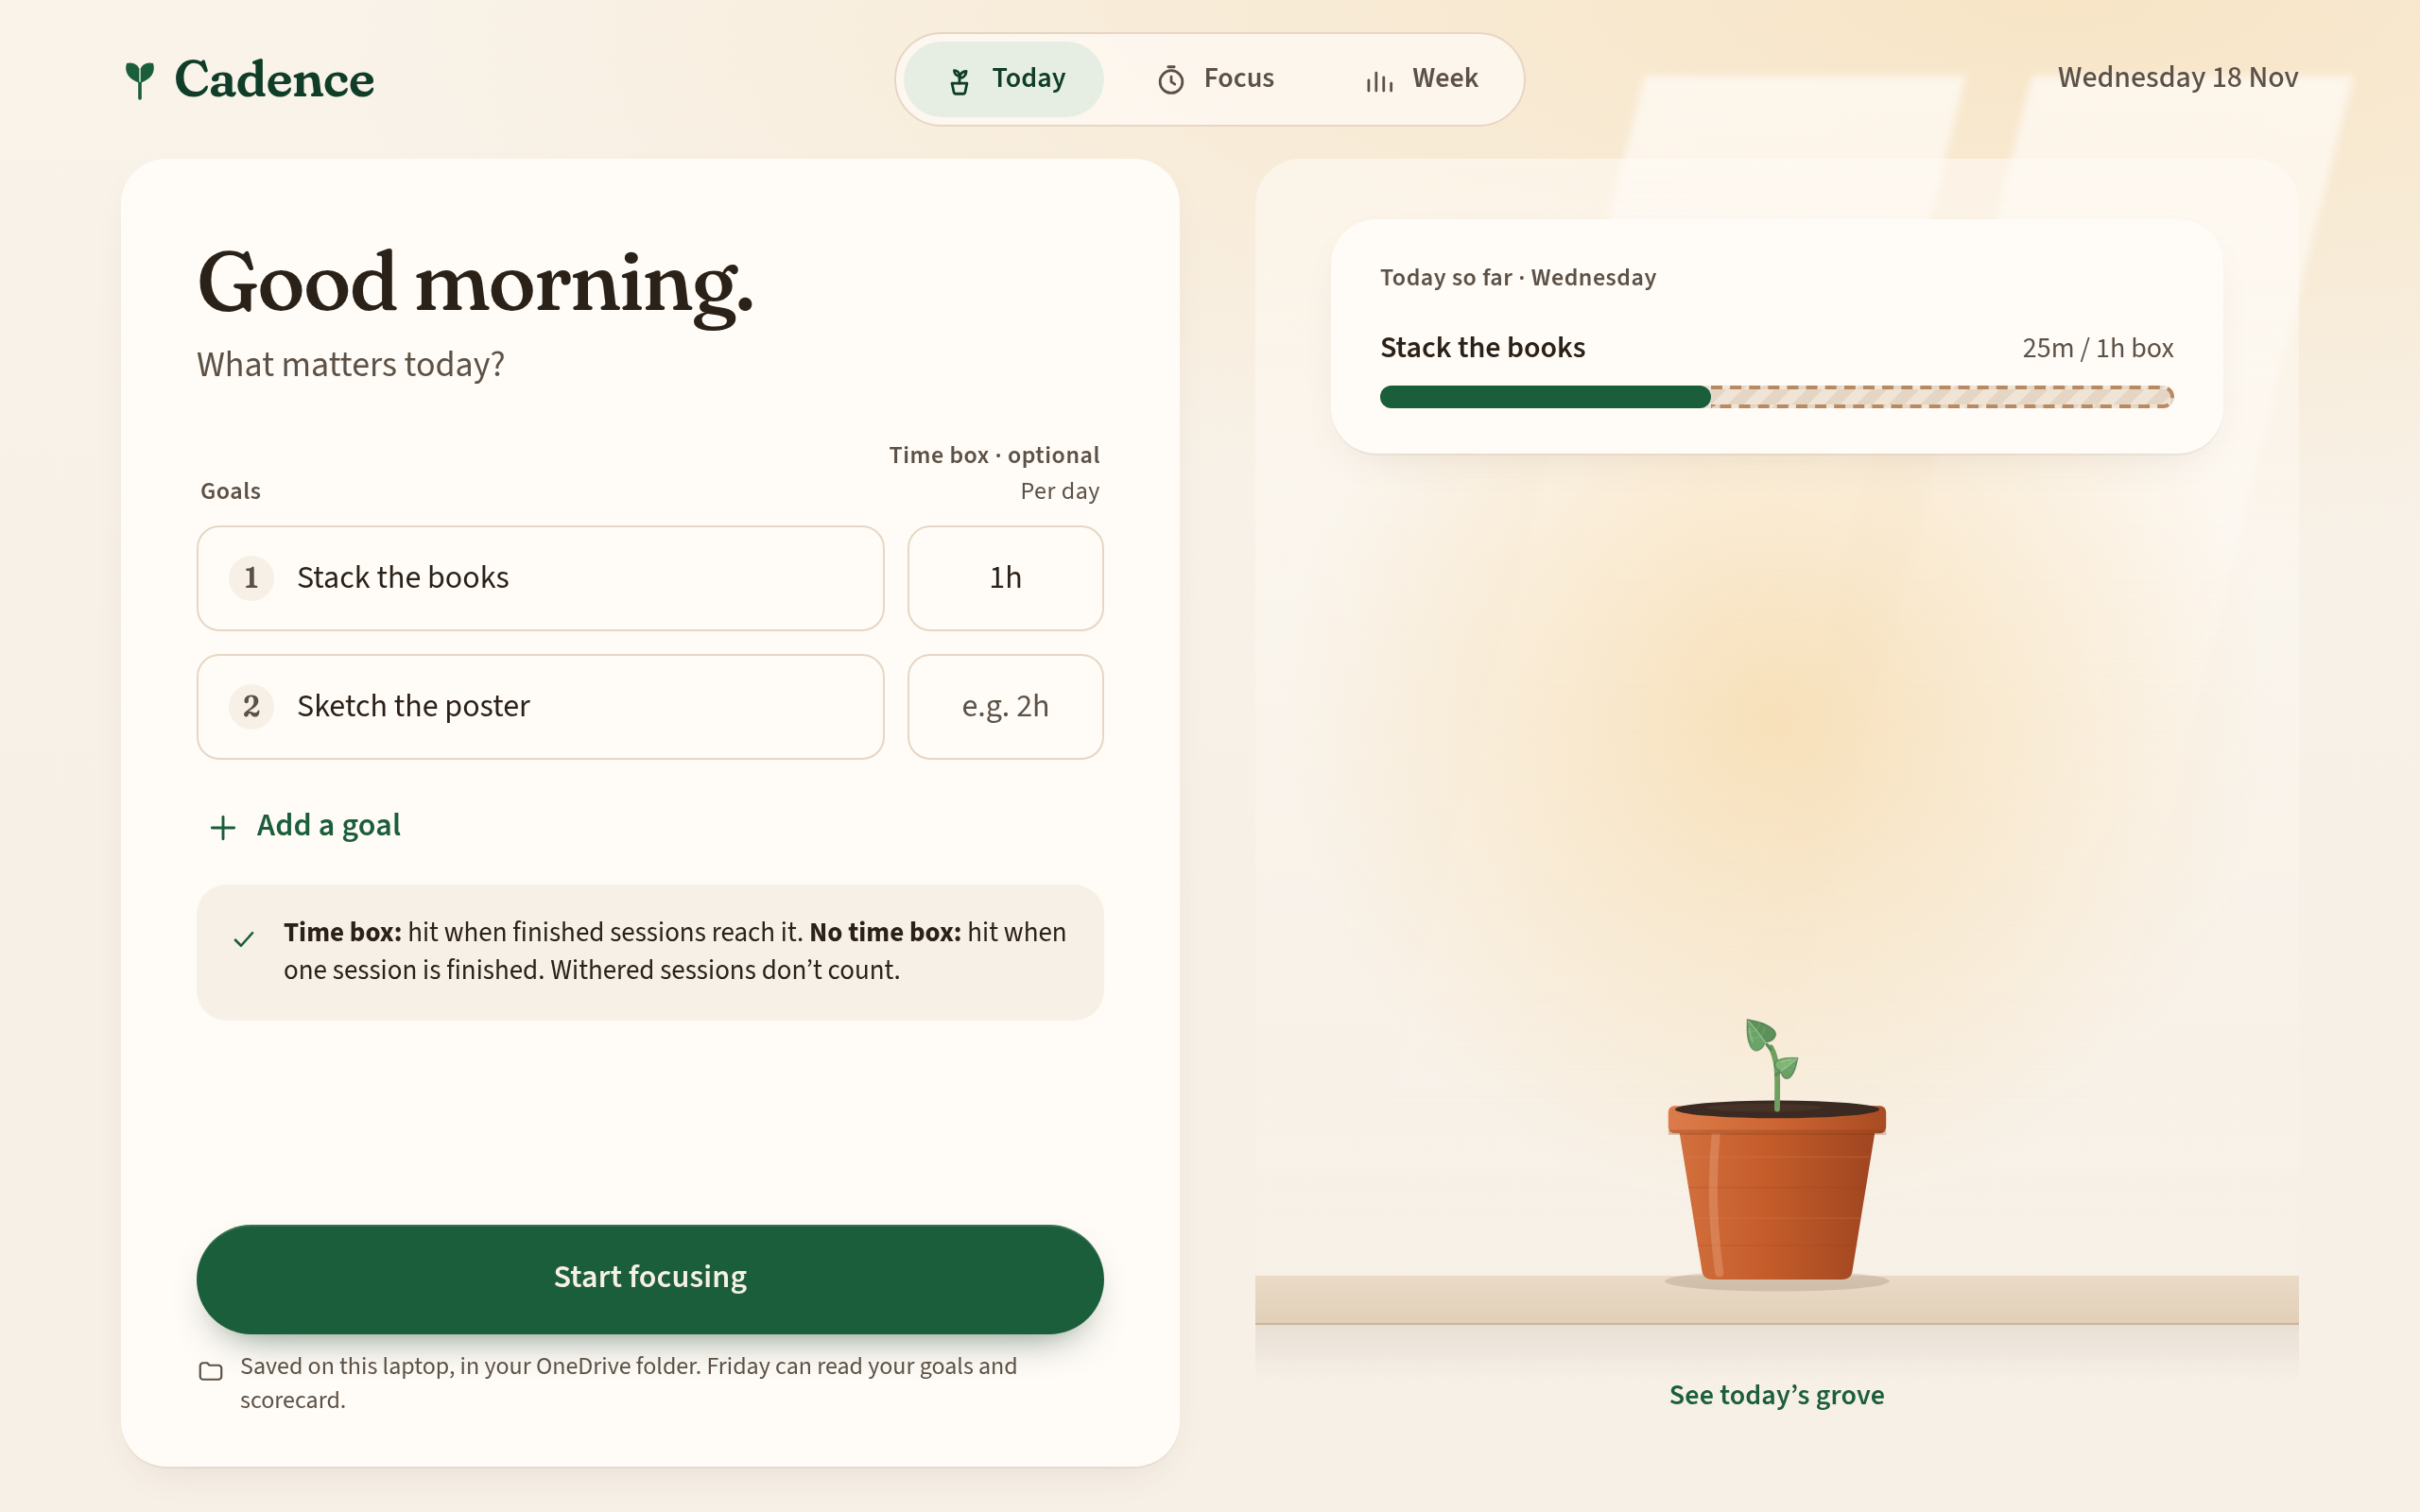 Cadence
Today
Focus
Week
Wednesday 18 Nov
Good morning.
What matters today?
Time box · optional
Goals
Per day
1 Stack the books
1h
2 Sketch the poster
e.g. 2h
Add a goal
Time box: hit when finished sessions reach it. No time box: hit when
one session is finished. Withered sessions don’t count.
Start focusing
Saved on this laptop, in your OneDrive folder. Friday can read your goals and
scorecard.
Today so far · Wednesday
Stack the books
25m / 1h box
See today’s grove